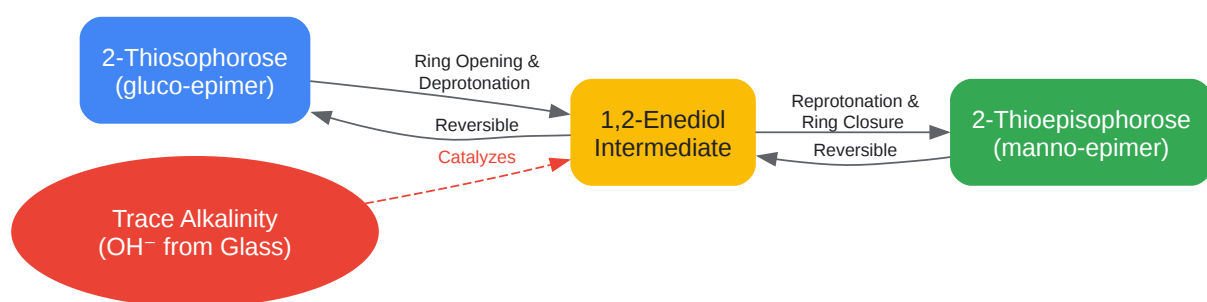 2-Thiosophorose
(gluco-epimer)
Ring Opening &
Deprotonation
Reversible
Catalyzes
1,2-Enediol
Intermediate
Reprotonation &
Ring Closure
Reversible
2-Thioepisophorose
(manno-epimer)
Trace Alkalinity
(OH⁻ from Glass)